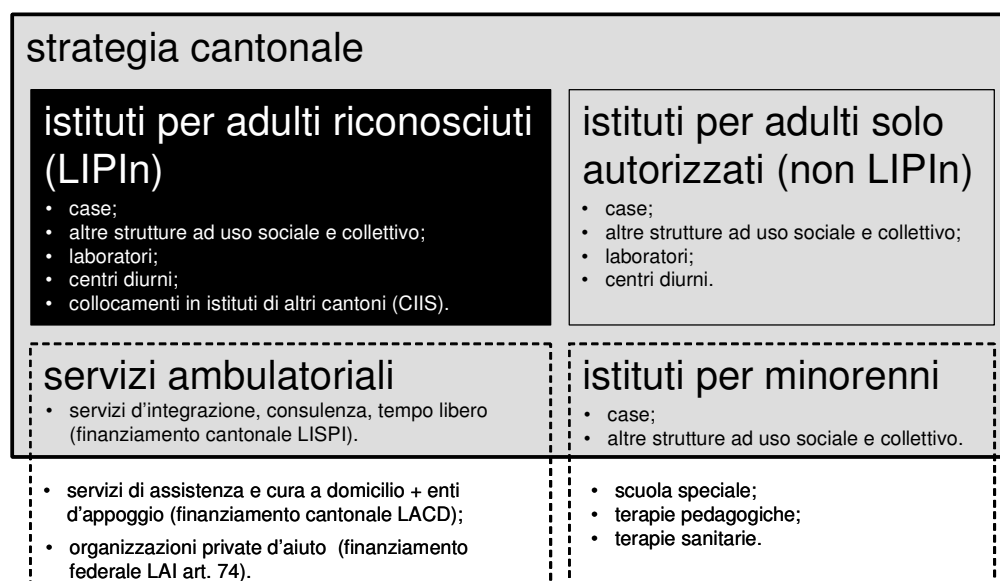 strategia cantonale
istituti per adulti riconosciuti
(LIPIn)
• case;
• altre strutture ad uso sociale e collettivo;
• laboratori;
• centri diurni;
• collocamenti in istituti di altri cantoni (CIIS).
istituti per adulti solo
autorizzati (non LIPIn)
• case;
• altre strutture ad uso sociale e collettivo;
• laboratori;
• centri diurni.
servizi ambulatoriali
• servizi d'integrazione, consulenza, tempo libero
(finanziamento cantonale LISPI).
• servizi di assistenza e cura a domicilio + enti
d'appoggio (finanziamento cantonale LACD);
• organizzazioni private d'aiuto (finanziamento
federale LAI art. 74).
istituti per minorenni
• case;
• altre strutture ad uso sociale e collettivo.
• scuola speciale;
• terapie pedagogiche;
• terapie sanitarie.